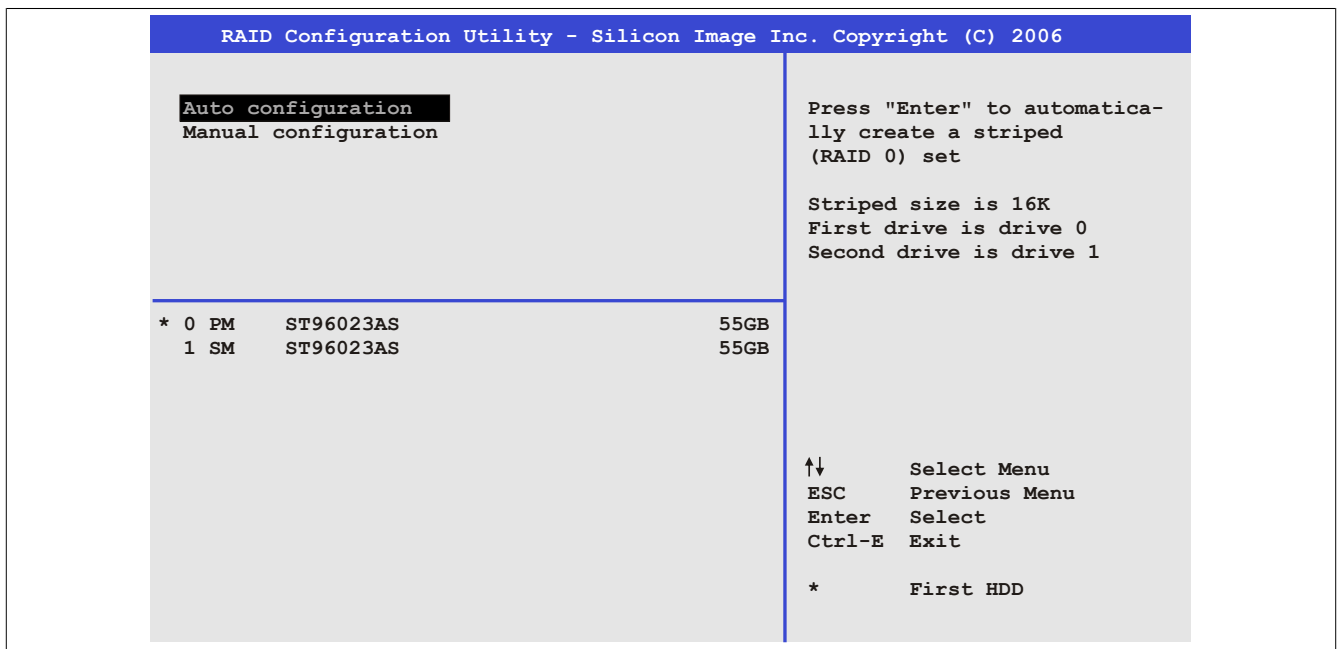 RAID Configuration Utility - Silicon Image Inc. Copyright (C) 2006
Auto configuration
Manual configuration
Press "Enter" to automatica-
lly create a striped
(RAID 0) set
Striped size is 16K
First drive is drive 0
Second drive is drive 1
* 0 PM ST96023AS 55GB
1 SM ST96023AS 55GB
↑↓ Select Menu
ESC Previous Menu
Enter Select
Ctrl-E Exit
* First HDD